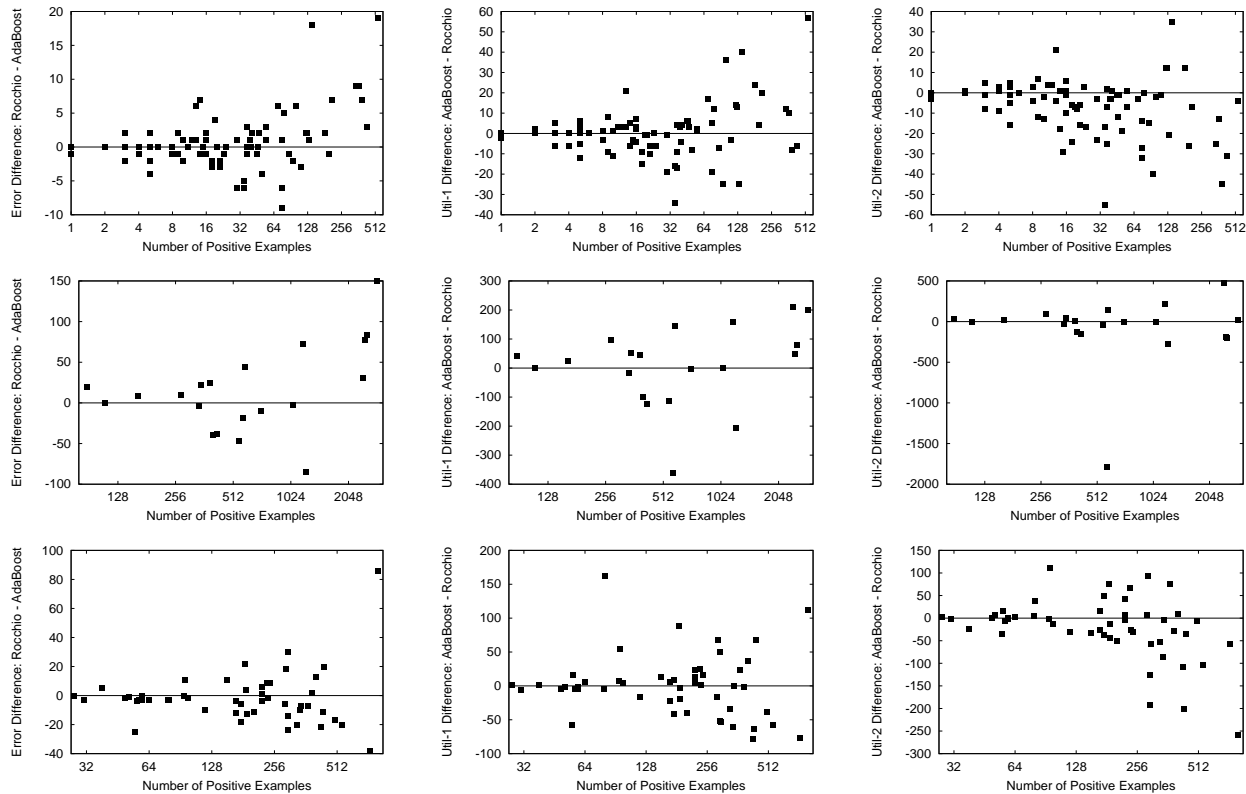 Error Difference: Rocchio - AdaBoost
20
15
10
5
0
-5
-10
1 2 4 8 16 32 64 128 256 512
Number of Positive Examples
Util-1 Difference: AdaBoost - Rocchio
60
50
40
30
20
10
0
-10
-20
-30
-40
1 2 4 8 16 32 64 128 256 512
Number of Positive Examples
Util-2 Difference: AdaBoost - Rocchio
40
30
20
10
0
-10
-20
-30
-40
-50
-60
1 2 4 8 16 32 64 128 256 512
Number of Positive Examples
Error Difference: Rocchio - AdaBoost
150
100
50
0
-50
-100
128 256 512 1024 2048
Number of Positive Examples
Util-1 Difference: AdaBoost - Rocchio
300
200
100
0
-100
-200
-300
-400
128 256 512 1024 2048
Number of Positive Examples
Util-2 Difference: AdaBoost - Rocchio
500
0
-500
-1000
-1500
-2000
128 256 512 1024 2048
Number of Positive Examples
Error Difference: Rocchio - AdaBoost
100
80
60
40
20
0
-20
-40
32 64 128 256 512
Number of Positive Examples
Util-1 Difference: AdaBoost - Rocchio
200
150
100
50
0
-50
-100
32 64 128 256 512
Number of Positive Examples
Util-2 Difference: AdaBoost - Rocchio
150
100
50
0
-50
-100
-150
-200
-250
-300
32 64 128 256 512
Number of Positive Examples